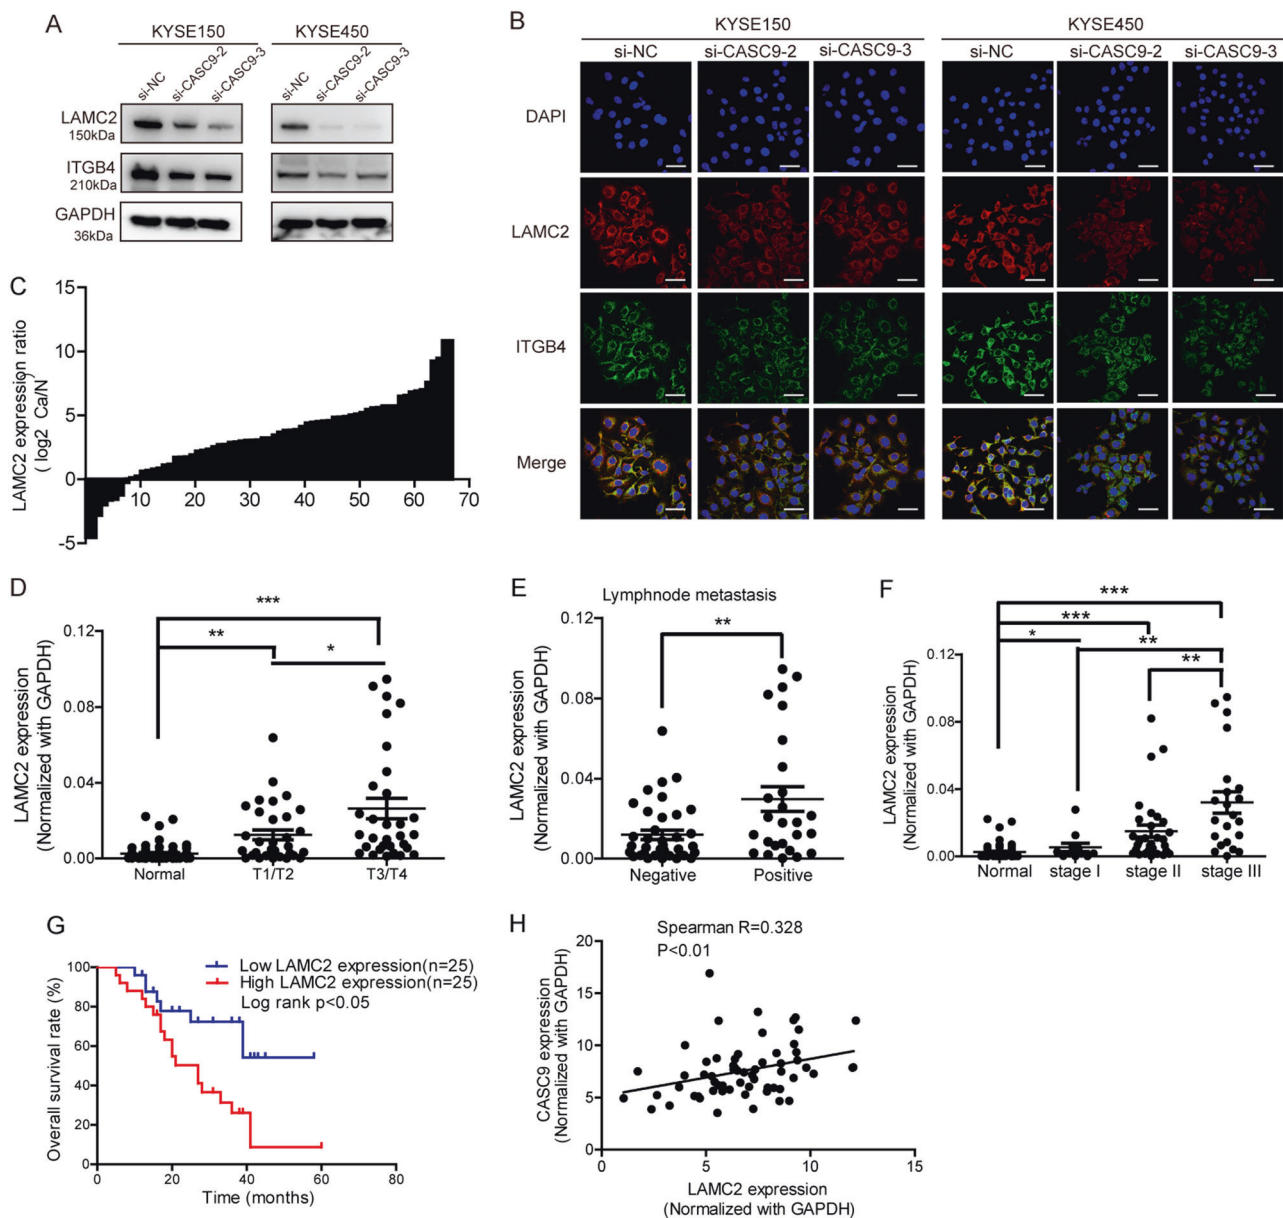 A
KYSE150 KYSE450
si-NC si-CASC9-2 si-CASC9-3 si-NC si-CASC9-2 si-CASC9-3
LAMC2
150kDa
ITGB4
210kDa
GAPDH
36kDa
B
KYSE150 KYSE450
si-NC si-CASC9-2 si-CASC9-3 si-NC si-CASC9-2 si-CASC9-3
DAPI
LAMC2
ITGB4
Merge
C
LAMC2 expression ratio
( log2 Ca/N)
15
10
5
0
-5
10 20 30 40 50 60 70
D
LAMC2 expression
(Normalized with GAPDH)
0.12
0.08
0.04
0.00
***
** *
Normal T1/T2 T3/T4
E
Lymphnode metastasis
LAMC2 expression
(Normalized with GAPDH)
0.12
0.08
0.04
0.00
**
Negative Positive
F
LAMC2 expression
(Normalized with GAPDH)
0.12
0.08
0.04
0.00
***
***
* **
**
Normal stage I stage II stage III
G
Overall survival rate (%)
100
80
60
40
20
0
Low LAMC2 expression(n=25)
High LAMC2 expression(n=25)
Log rank p<0.05
0 20 40 60 80
Time (months)
H
Spearman R=0.328
P<0.01
CASC9 expression
(Normalized with GAPDH)
20
15
10
5
0
0 5 10 15
LAMC2 expression
(Normalized with GAPDH)